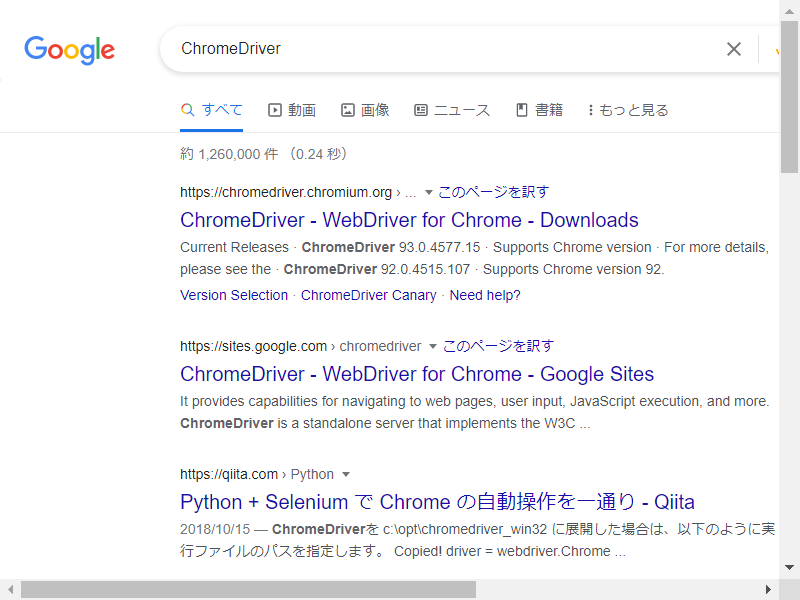 Google
ChromeDriver
すべて 動画 画像 ニュース 書籍 もっと見る
約 1,260,000 件 （0.24 秒）
https://chromedriver.chromium.org › ... このページを訳す
ChromeDriver - WebDriver for Chrome - Downloads
Current Releases · ChromeDriver 93.0.4577.15 · Supports Chrome version · For more details,
please see the · ChromeDriver 92.0.4515.107 · Supports Chrome version 92.
Version Selection · ChromeDriver Canary · Need help?
https://sites.google.com › chromedriver このページを訳す
ChromeDriver - WebDriver for Chrome - Google Sites
It provides capabilities for navigating to web pages, user input, JavaScript execution, and more.
ChromeDriver is a standalone server that implements the W3C ...
https://qiita.com › Python
Python + Selenium で Chrome の自動操作を一通り - Qiita
2018/10/15 — ChromeDriverを c:\opt\chromedriver_win32 に展開した場合は、以下のように実
行ファイルのパスを指定します。 Copied! driver = webdriver.Chrome ...